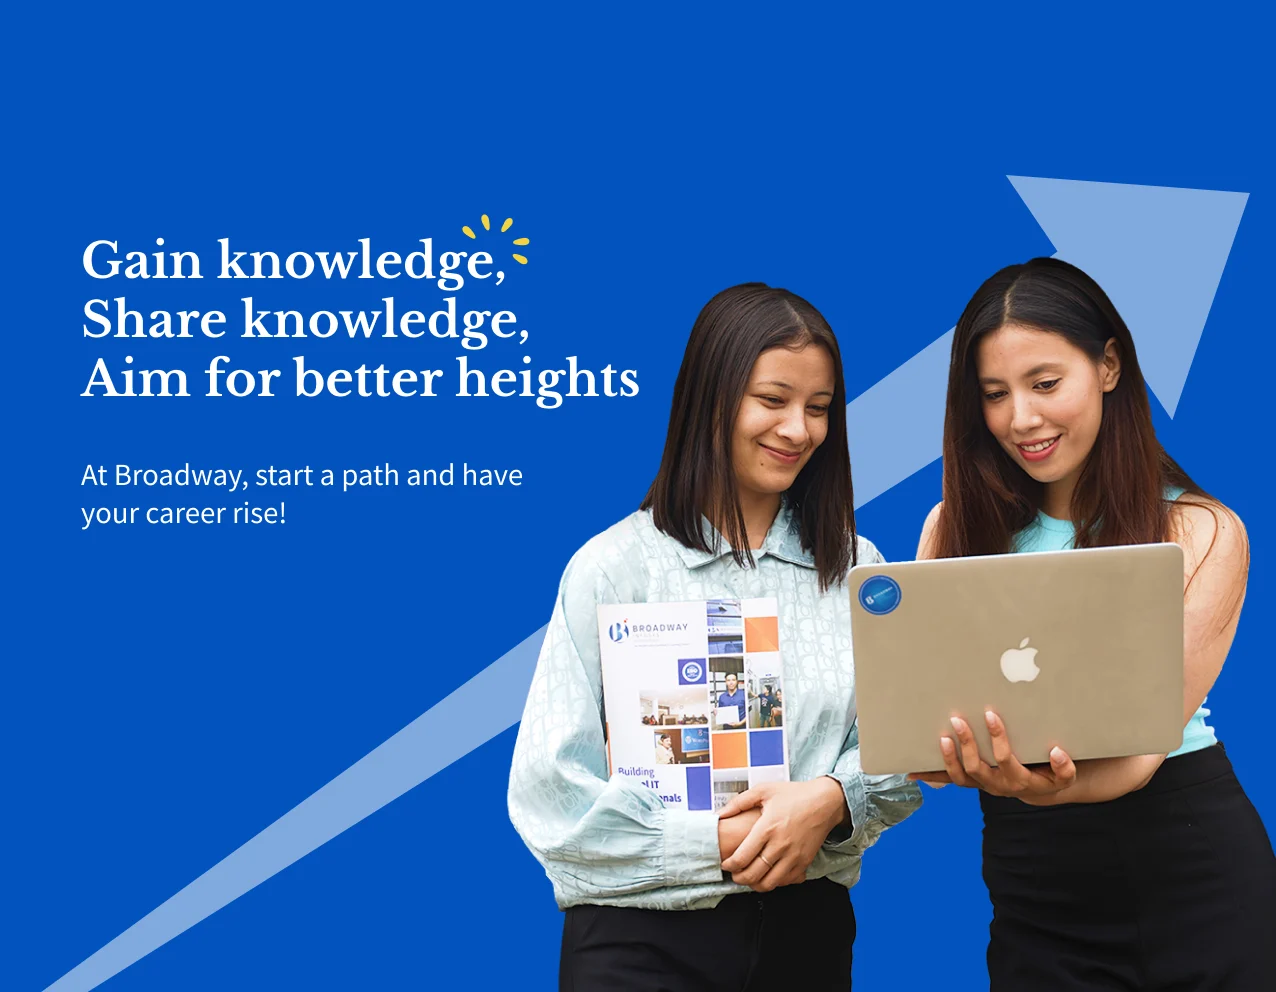 Gain knowledge,
Share knowledge,
Aim for better heights
At Broadway, start a path and have
your career rise!
BROADWAY
INFOSYS
Building